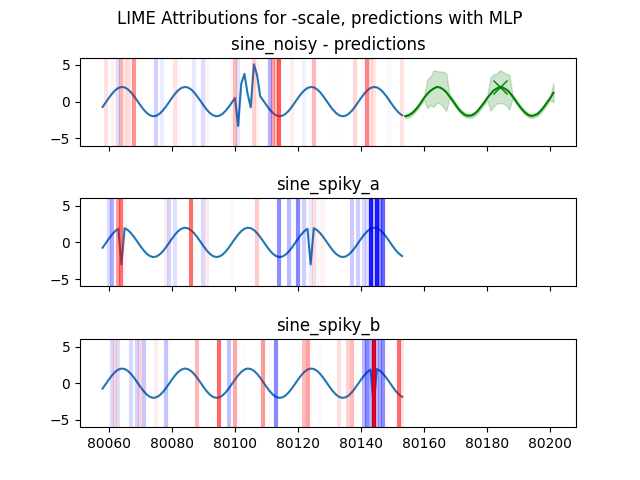 LIME Attributions for -scale, predictions with MLP
sine_noisy - predictions
5
0
−5
sine_spiky_a
5
0
−5
sine_spiky_b
5
0
−5
80060 80080 80100 80120 80140 80160 80180 80200